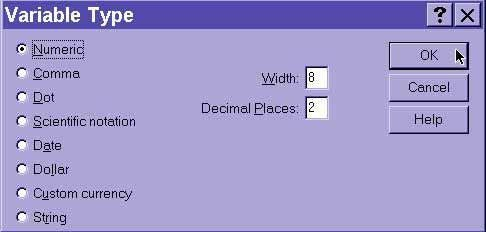 Variable Type
Numeric
Comma
Dot
Scientific notation
Date
Dollar
Custom currency
String
Width: 8
Decimal Places: 2
OK
Cancel
Help